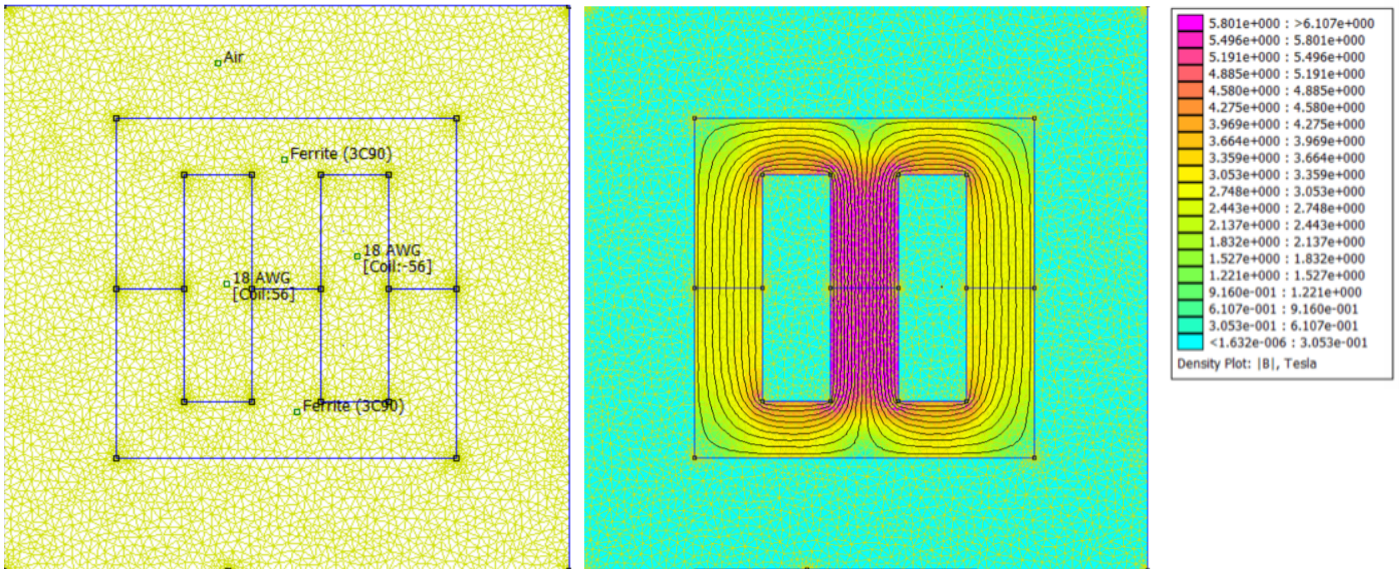 Air
Ferrite (3C90)
18 AWG
[Coil:-56]
18 AWG
[Coil:56]
Ferrite (3C90)
5.801e+000 : >6.107e+000
5.496e+000 : 5.801e+000
5.191e+000 : 5.496e+000
4.885e+000 : 5.191e+000
4.580e+000 : 4.885e+000
4.275e+000 : 4.580e+000
3.969e+000 : 4.275e+000
3.664e+000 : 3.969e+000
3.359e+000 : 3.664e+000
3.053e+000 : 3.359e+000
2.748e+000 : 3.053e+000
2.443e+000 : 2.748e+000
2.137e+000 : 2.443e+000
1.832e+000 : 2.137e+000
1.527e+000 : 1.832e+000
1.221e+000 : 1.527e+000
9.160e-001 : 1.221e+000
6.107e-001 : 9.160e-001
3.053e-001 : 6.107e-001
<1.632e-006 : 3.053e-001
Density Plot: |B|, Tesla